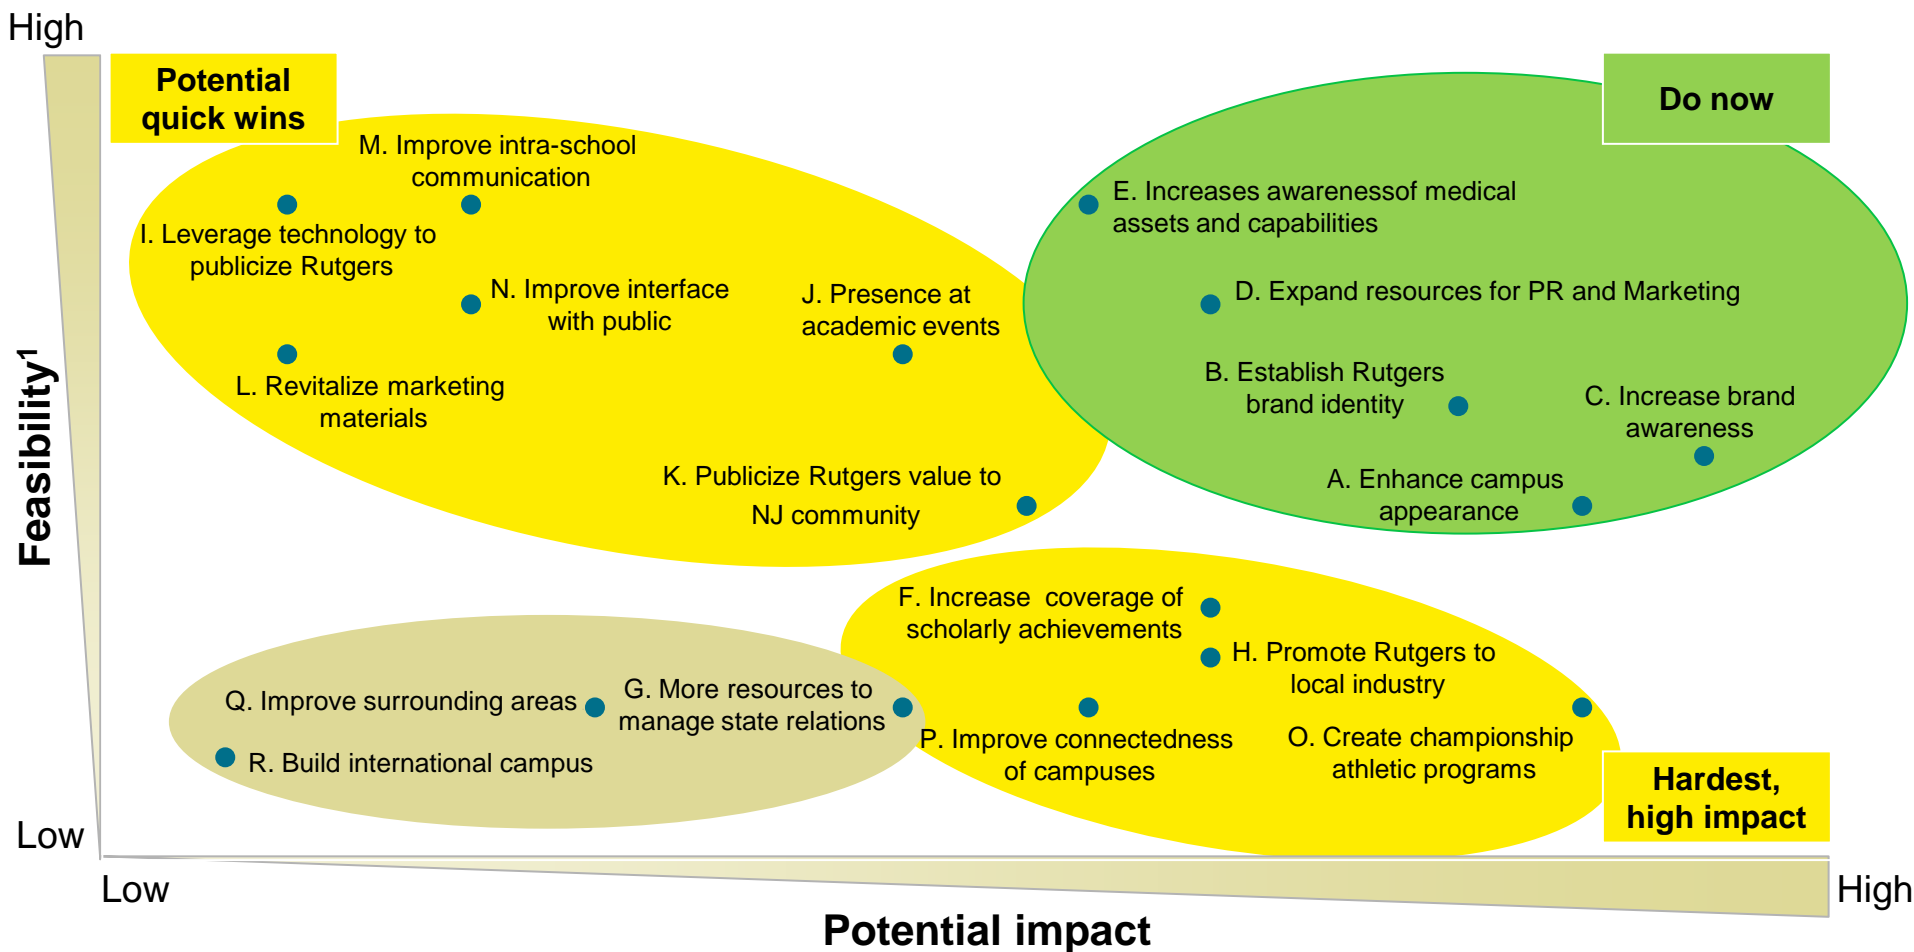 High
Potential
quick wins
Do now
M. Improve intra-school
communication
E. Increases awarenessof medical
assets and capabilities
I. Leverage technology to
publicize Rutgers
N. Improve interface
with public
J. Presence at
academic events
D. Expand resources for PR and Marketing
L. Revitalize marketing
materials
B. Establish Rutgers
brand identity
C. Increase brand
awareness
K. Publicize Rutgers value to
NJ community
A. Enhance campus
appearance
Feasibility¹
F. Increase  coverage of
scholarly achievements
H. Promote Rutgers to
local industry
Q. Improve surrounding areas
G. More resources to
manage state relations
R. Build international campus
P. Improve connectedness
of campuses
O. Create championship
athletic programs
Hardest,
high impact
Low
Low
High
Potential impact